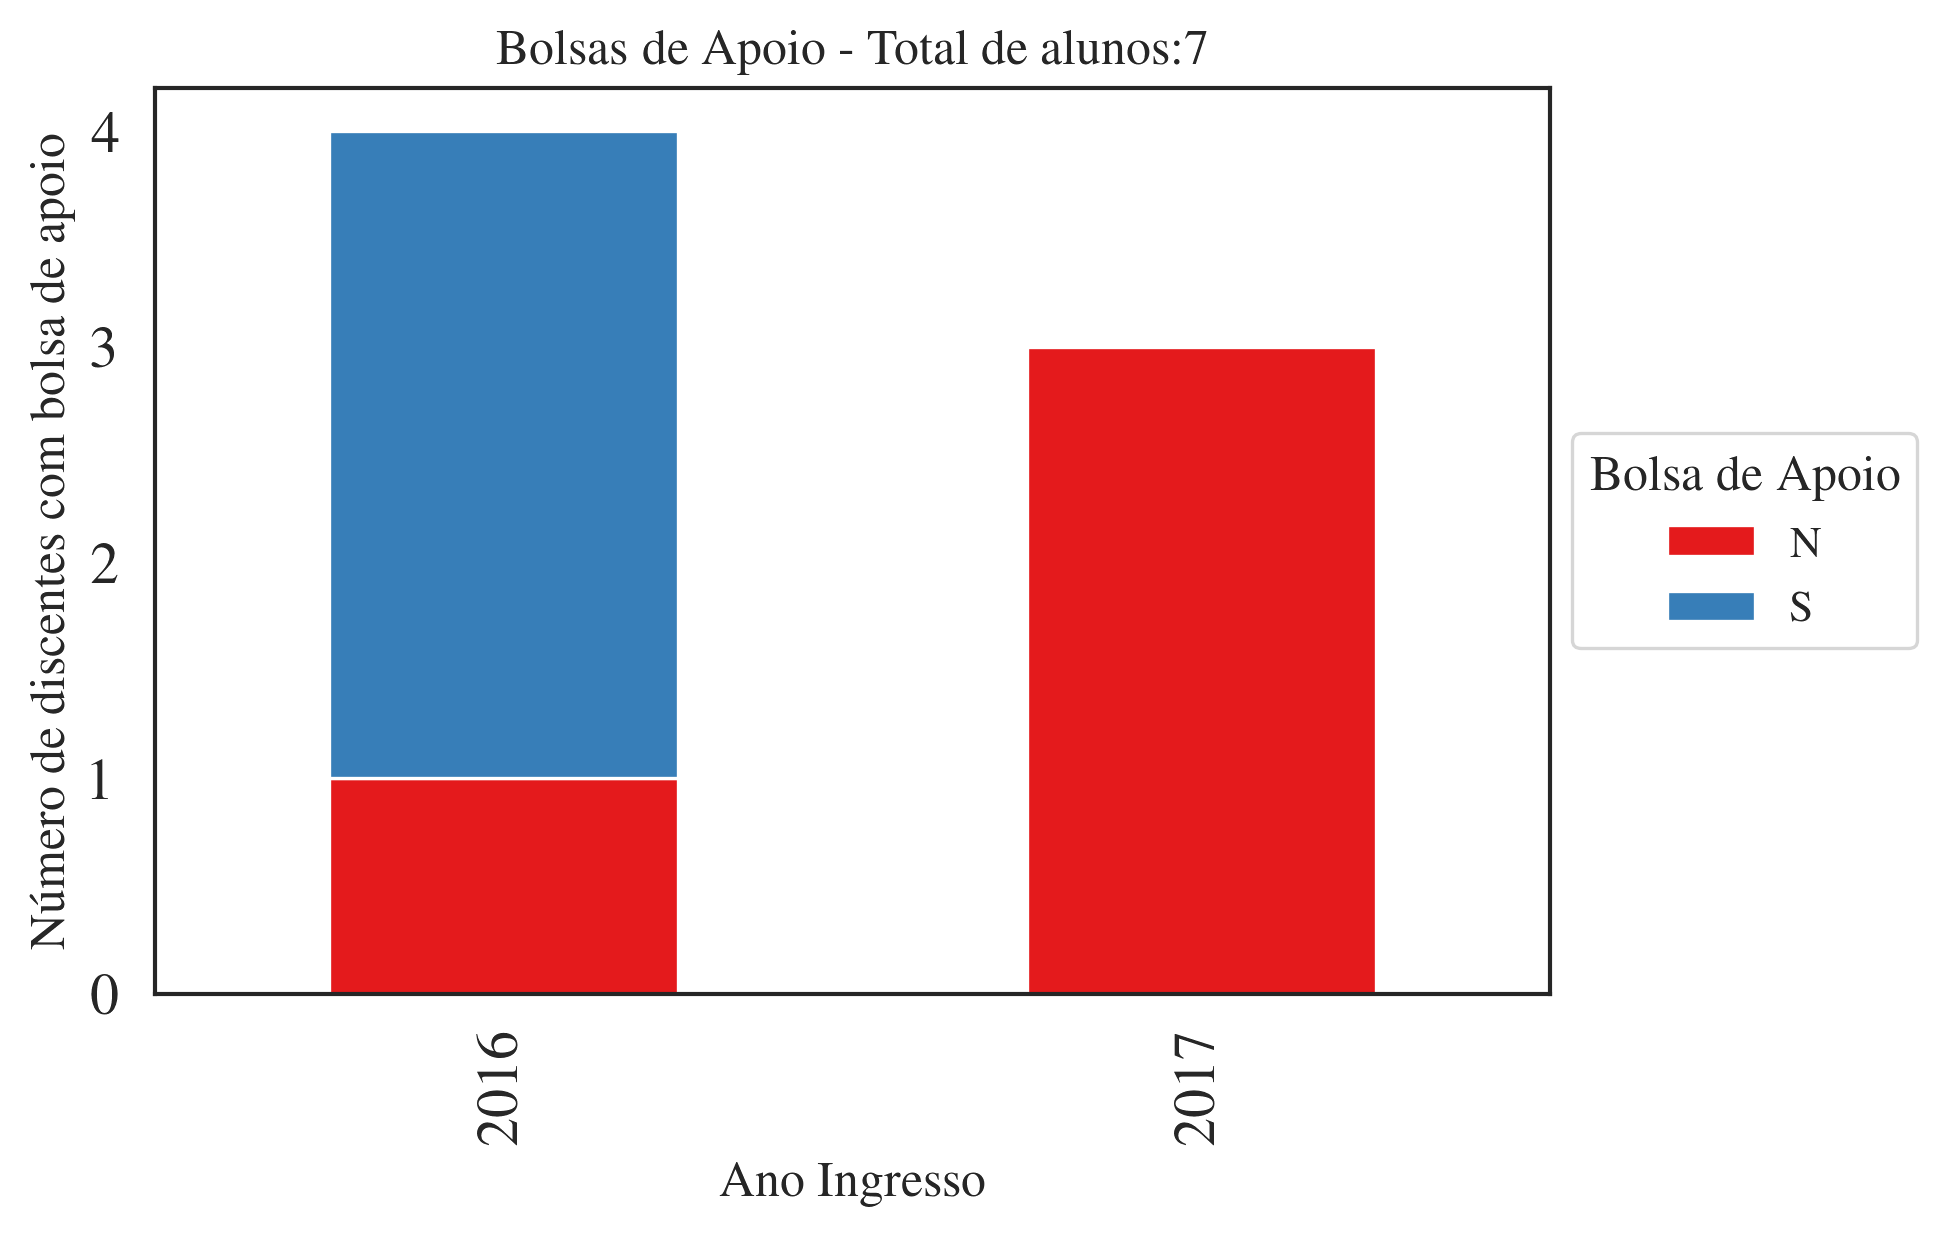 Bolsas de Apoio - Total de alunos:7
Número de discentes com bolsa de apoio
4
3
2
1
0
2016
2017
Ano Ingresso
Bolsa de Apoio
N
S